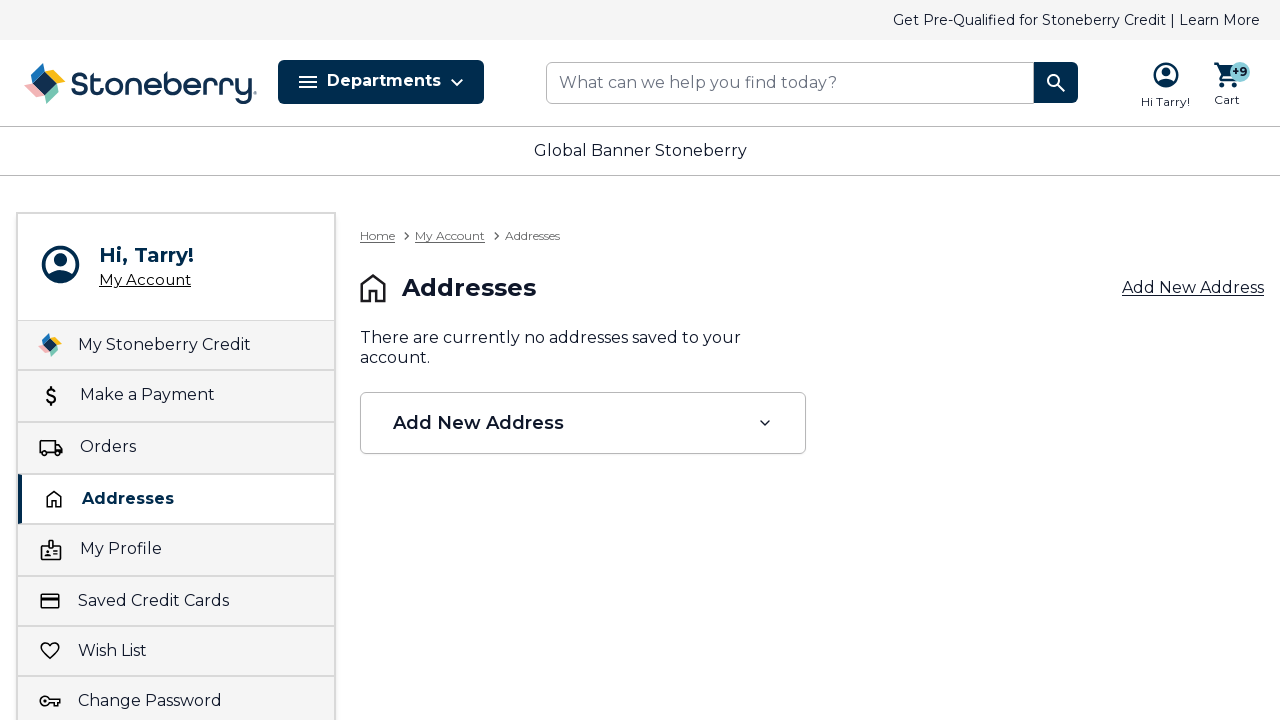 Get Pre-Qualified for Stoneberry Credit | Learn More
Stoneberry
Departments
What can we help you find today?
Hi Tarry!
+9
Cart
Global Banner Stoneberry
Hi, Tarry!
My Account
My Stoneberry Credit
Make a Payment
Orders
Addresses
My Profile
Saved Credit Cards
Wish List
Change Password
Home
My Account
Addresses
Addresses
Add New Address
There are currently no addresses saved to your
account.
Add New Address